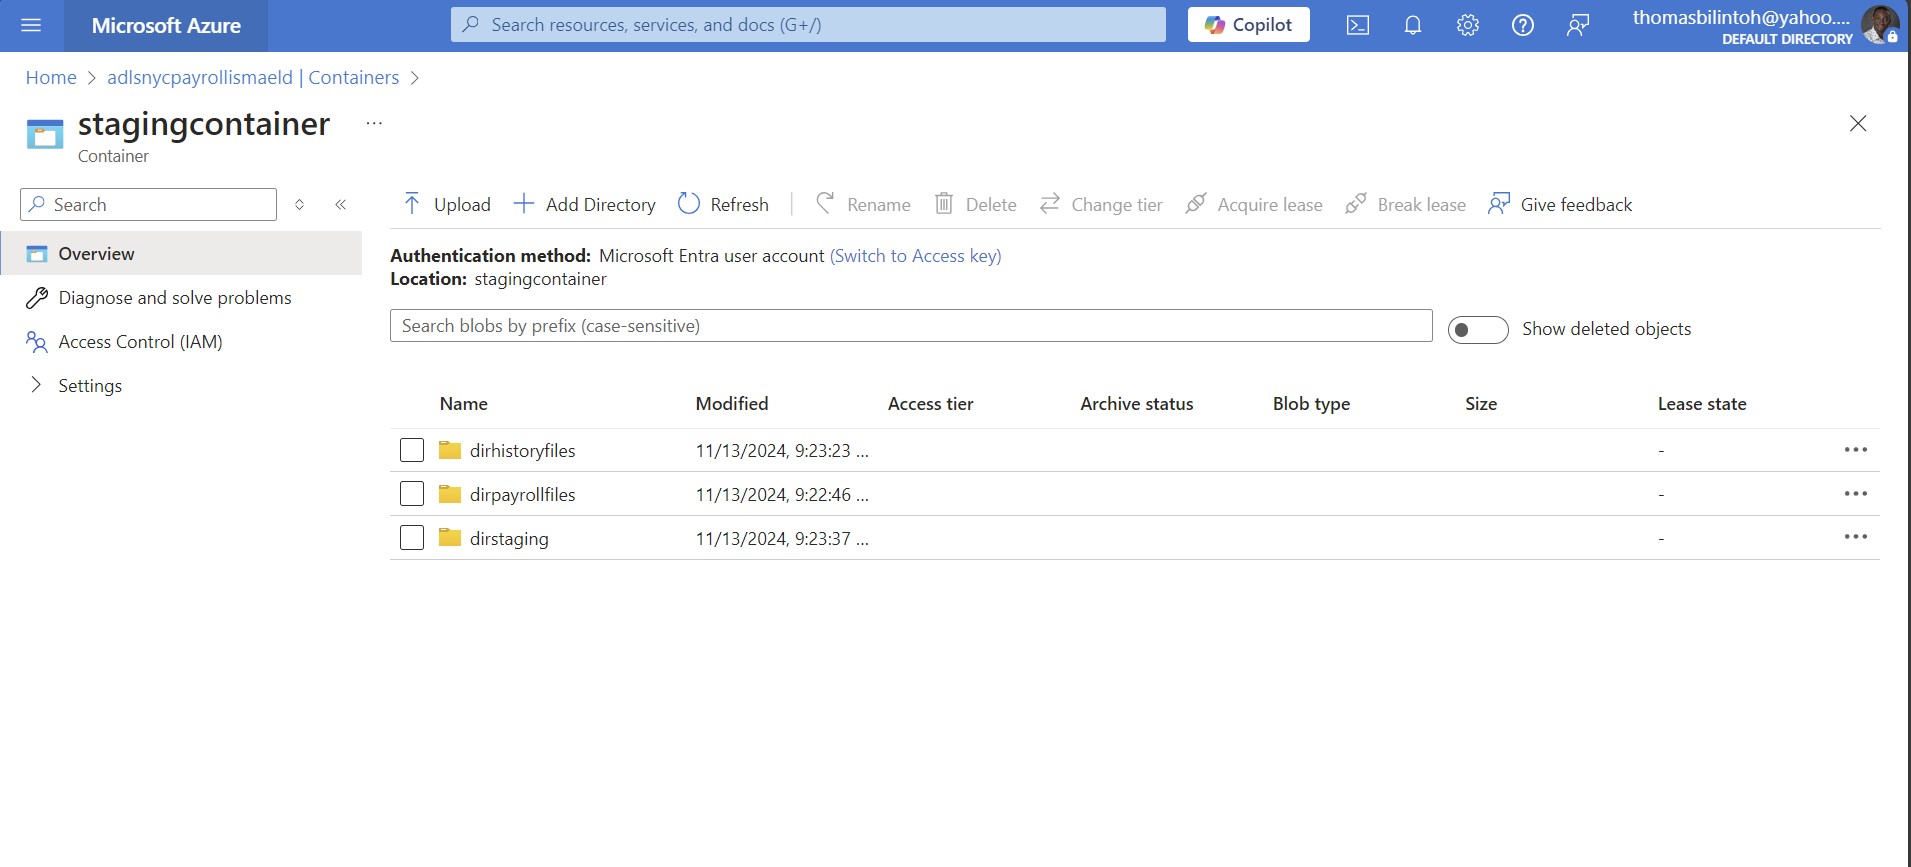 Microsoft Azure
Search resources, services, and docs (G+/)
Copilot
thomasbilintoh@yahoo....
DEFAULT DIRECTORY
Home > adlsnycpayrollismaeld | Containers >
stagingcontainer ...
Container
Search
Upload Add Directory Refresh Rename Delete Change tier Acquire lease Break lease Give feedback
Overview
Diagnose and solve problems
Access Control (IAM)
Settings
Authentication method: Microsoft Entra user account (Switch to Access key)
Location: stagingcontainer
Search blobs by prefix (case-sensitive)
Show deleted objects
Name Modified Access tier Archive status Blob type Size Lease state
dirhistoryfiles 11/13/2024, 9:23:23 ... -
dirpayrollfiles 11/13/2024, 9:22:46 ... -
dirstaging 11/13/2024, 9:23:37 ... -